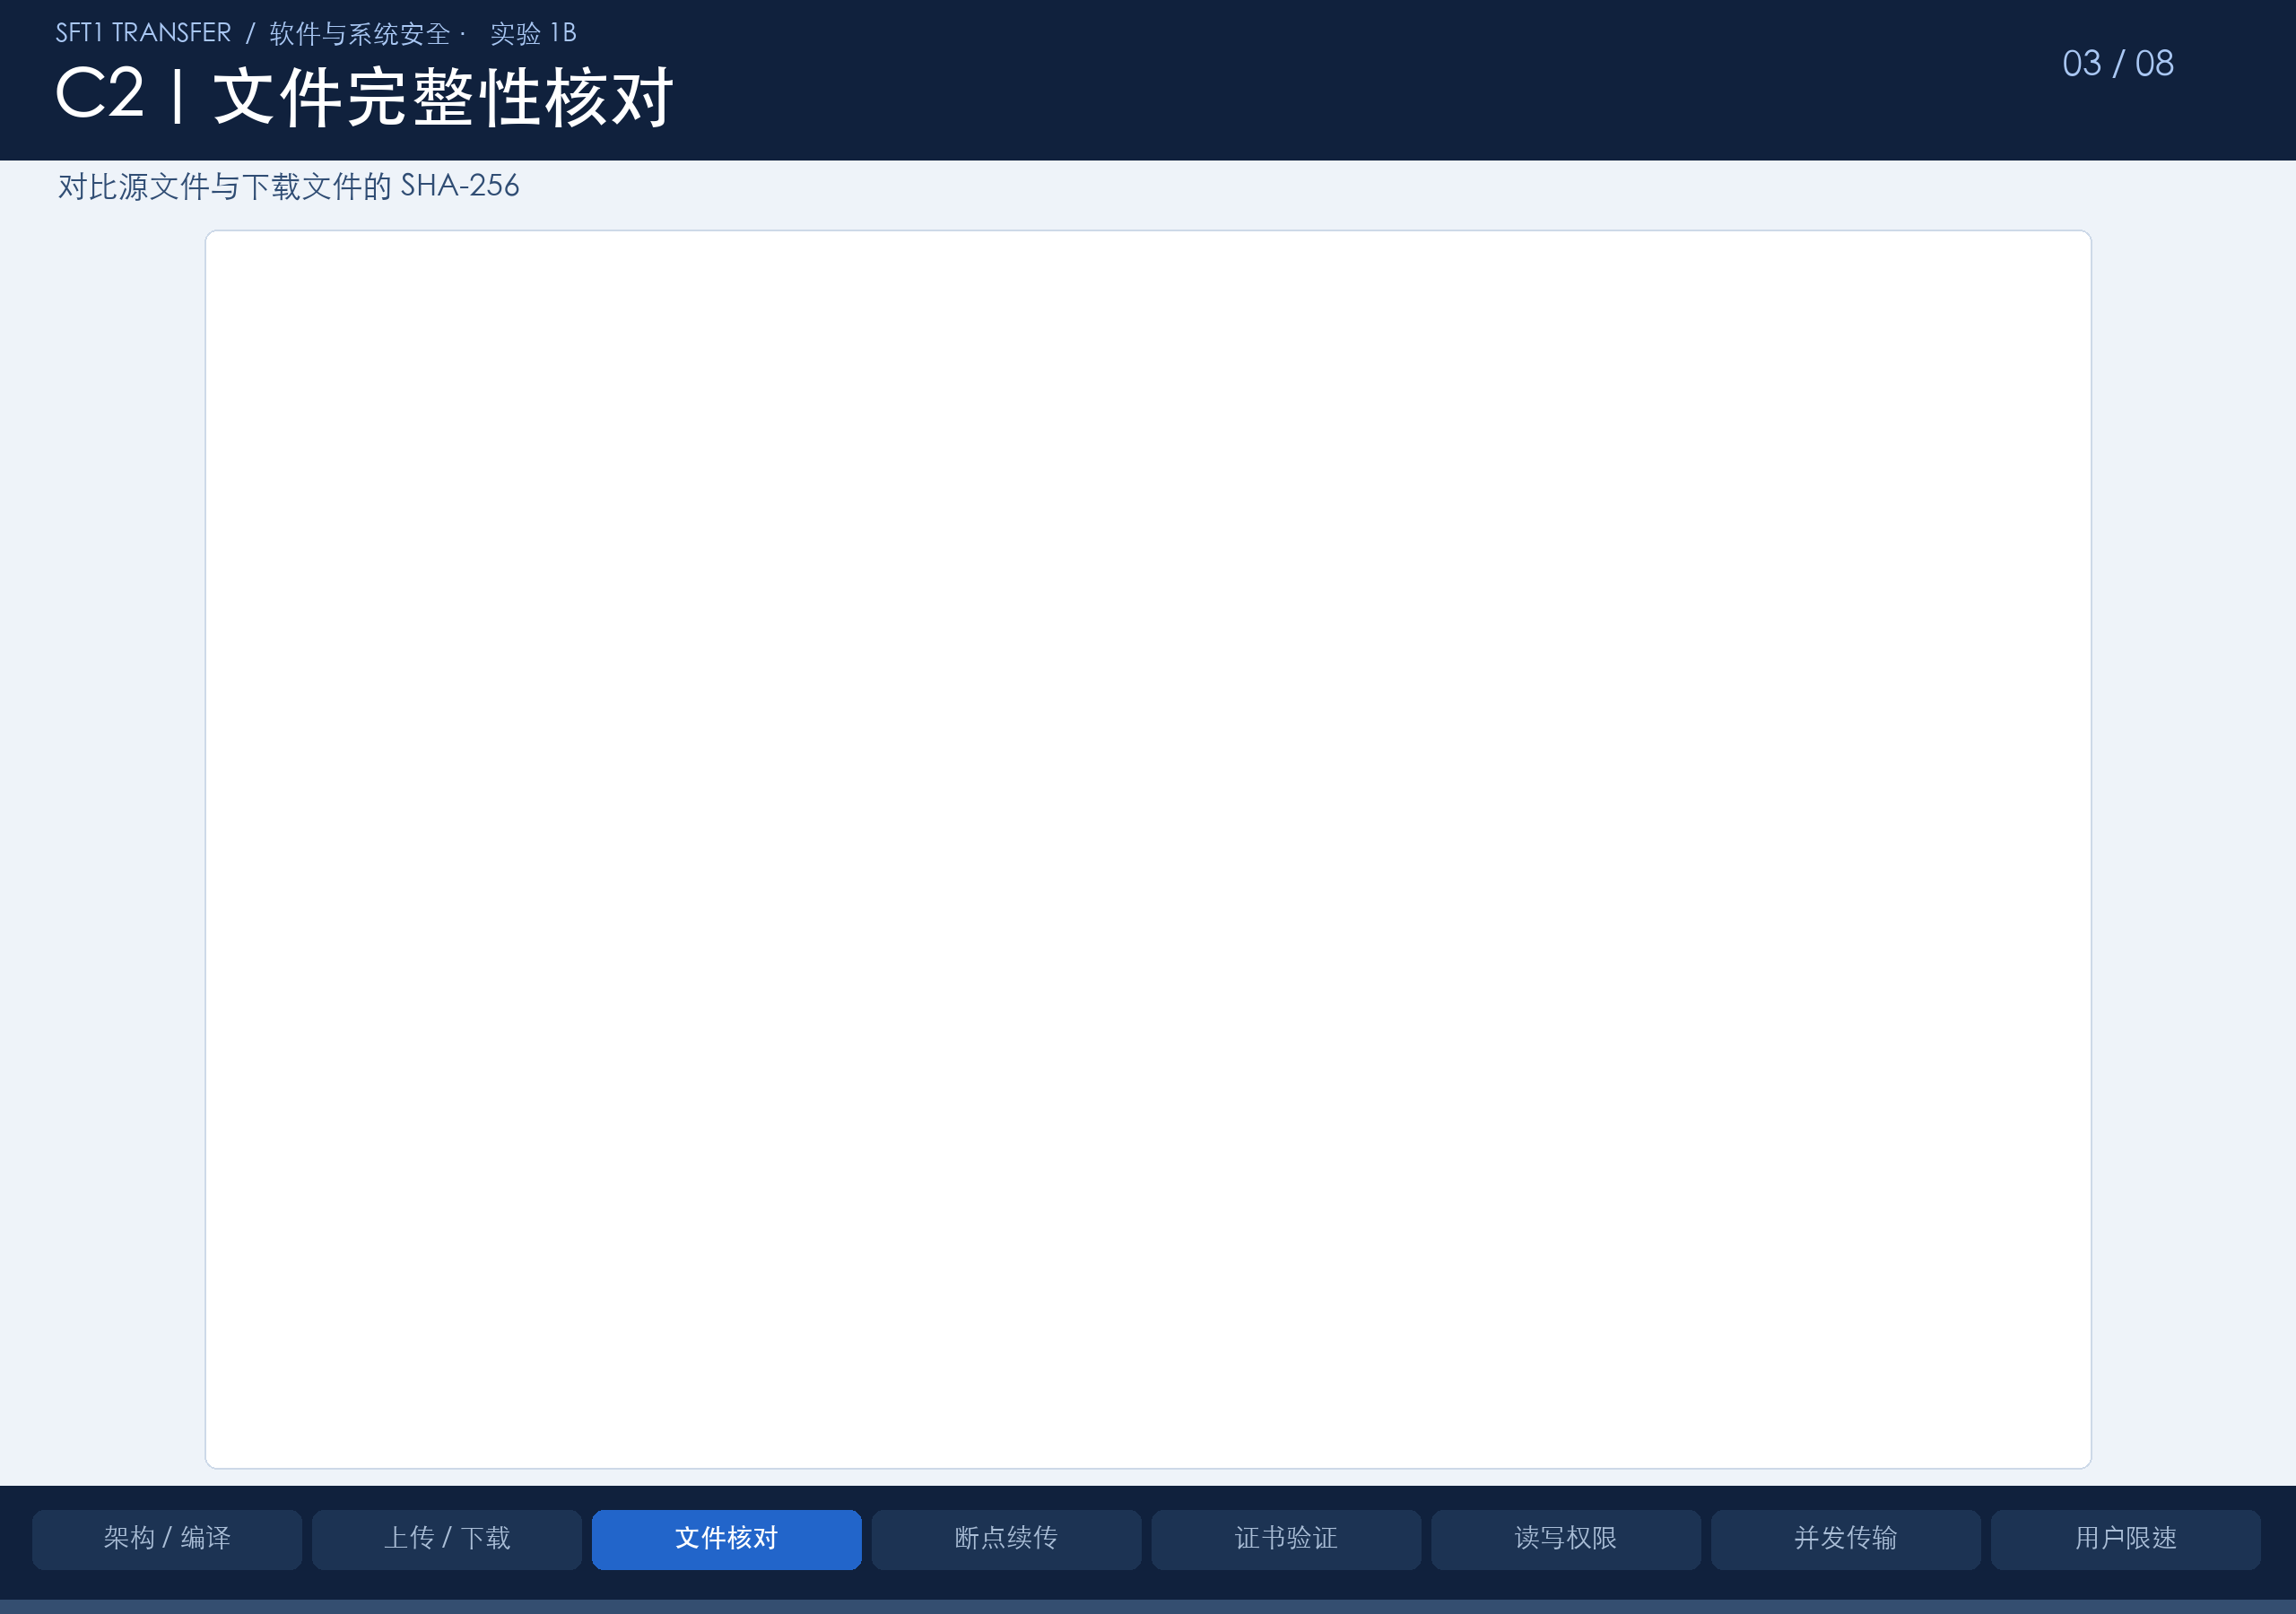 SFT1 TRANSFER / 软件与系统安全 · 实验 1B
03 / 08
C2 | 文件完整性核对
对比源文件与下载文件的 SHA-256
架构 / 编译
上传 / 下载
文件核对
断点续传
证书验证
读写权限
并发传输
用户限速